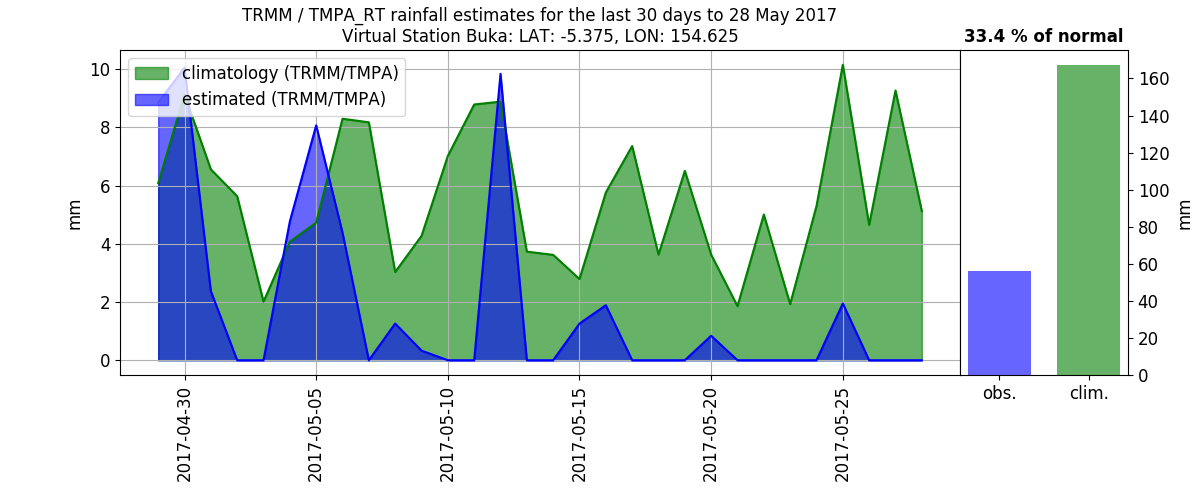 TRMM / TMPA_RT rainfall estimates for the last 30 days to 28 May 2017
Virtual Station Buka: LAT: -5.375, LON: 154.625
33.4 % of normal
climatology (TRMM/TMPA)
estimated (TRMM/TMPA)
10
8
6
4
2
0
mm
2017-04-30
2017-05-05
2017-05-10
2017-05-15
2017-05-20
2017-05-25
160
140
120
100
80
60
40
20
0
mm
obs.
clim.